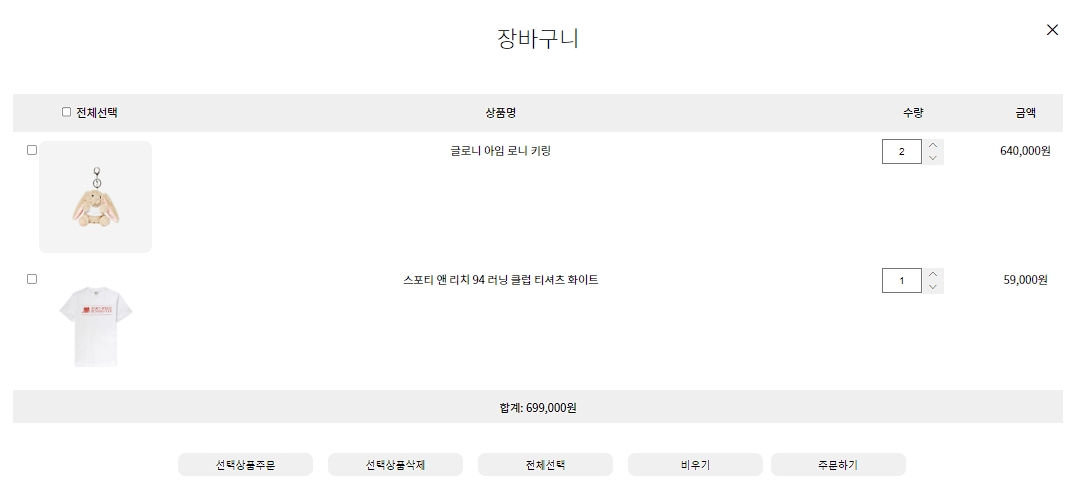 장바구니
전체선택 상품명 수량 금액
글로니 아임 로니 키링 2 640,000원
스포티 앤 리치 94 러닝 클럽 티셔츠 화이트 1 59,000원
합계: 699,000원
선택상품주문 선택상품삭제 전체선택 비우기 주문하기